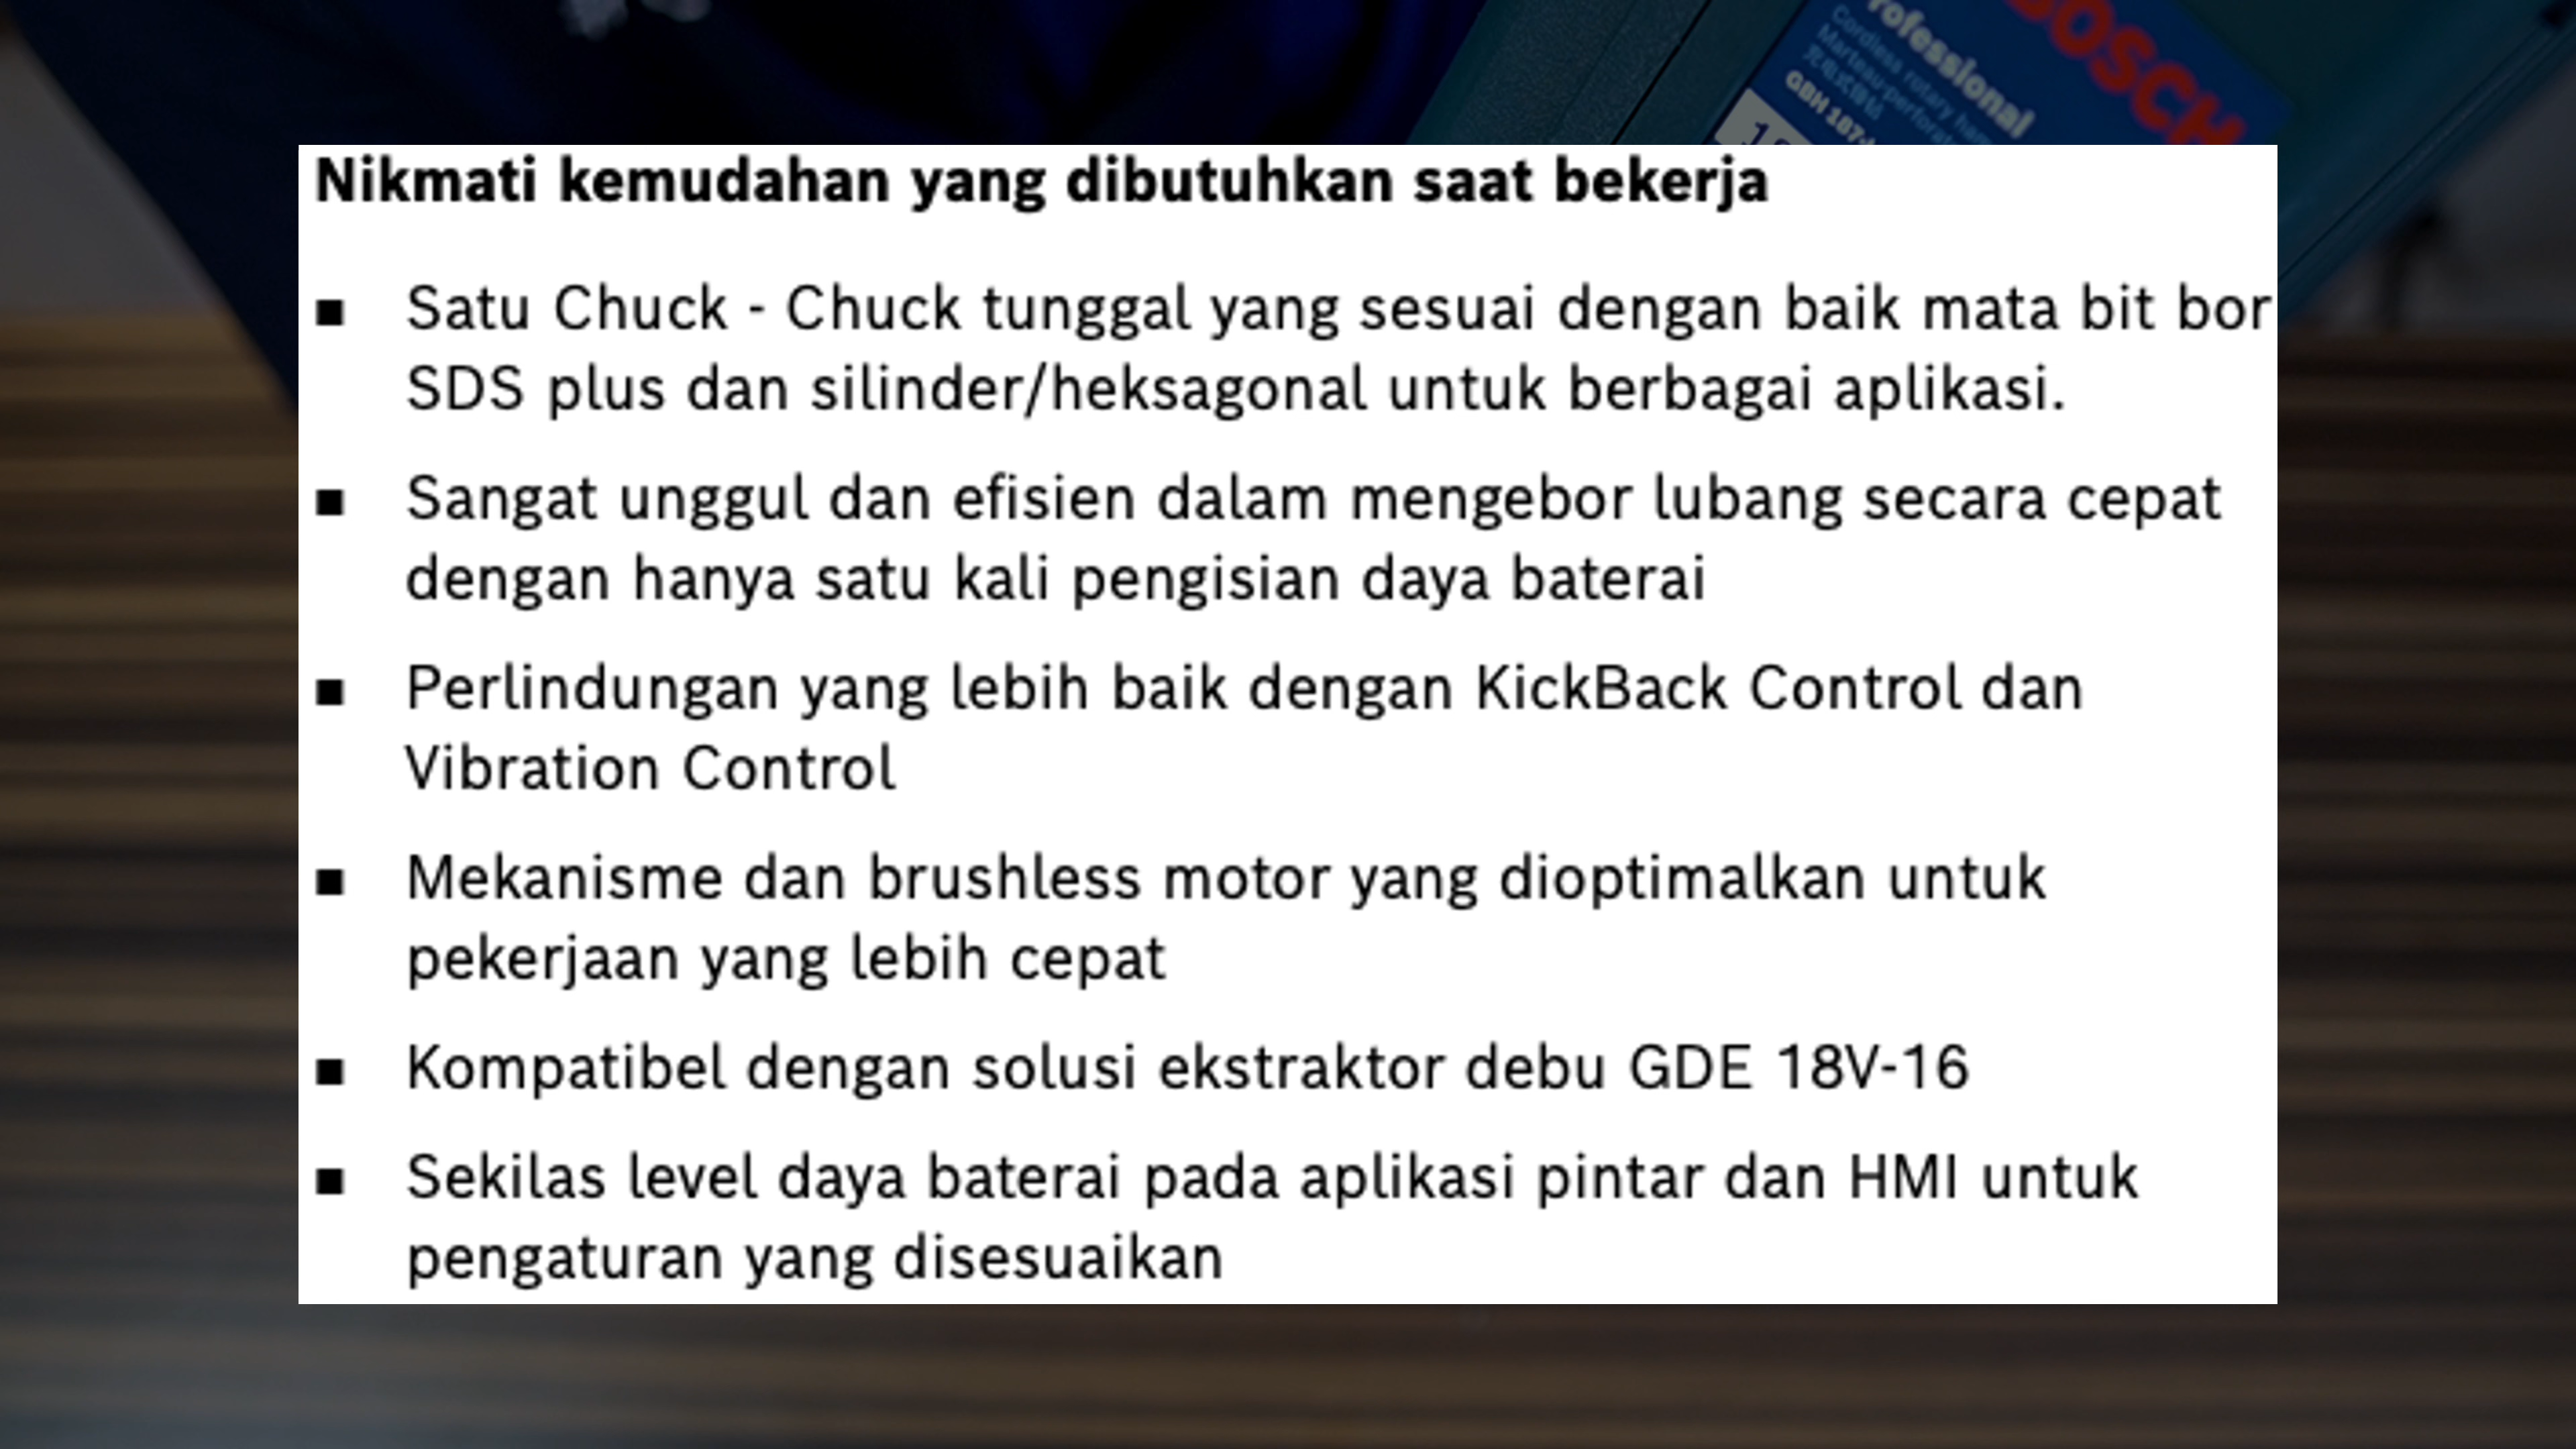 BOSCH
Professional
Cordless rotary
GBH 187-
Nikmati kemudahan yang dibutuhkan saat bekerja
■ Satu Chuck - Chuck tunggal yang sesuai dengan baik mata bit bor
SDS plus dan silinder/heksagonal untuk berbagai aplikasi.
■ Sangat unggul dan efisien dalam mengebor lubang secara cepat
dengan hanya satu kali pengisian daya baterai
■ Perlindungan yang lebih baik dengan KickBack Control dan
Vibration Control
■ Mekanisme dan brushless motor yang dioptimalkan untuk
pekerjaan yang lebih cepat
■ Kompatibel dengan solusi ekstraktor debu GDE 18V-16
■ Sekilas level daya baterai pada aplikasi pintar dan HMI untuk
pengaturan yang disesuaikan